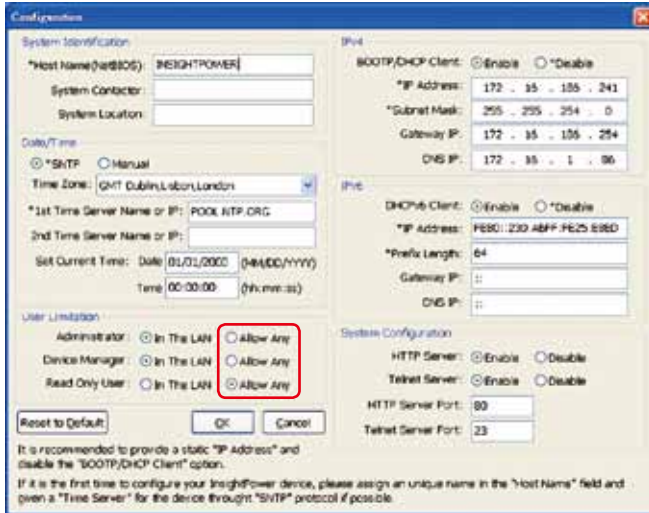 Configuration
System Identification
*Host Name(NetBIOS): INSIGHTPOWER
System Contactor:
System Location:
Date/Time
*SNTP Manual
Time Zone: GMT Dublin,Lisbon,London
*1st Time Server Name or IP: POOL.NTP.ORG
2nd Time Server Name or IP:
Set Current Time: Date 01/01/2000 (MM/DD/YYYY)
Time 00:00:00 (hh:mm:ss)
User Limitation
Administrator: In The LAN Allow Any
Device Manager: In The LAN Allow Any
Read Only User: In The LAN Allow Any
Reset to Default OK Cancel
IPv4
BOOTP/DHCP Client: Enable *Disable
*IP Address: 172 . 16 . 186 . 241
*Subnet Mask: 255 . 255 . 254 . 0
Gateway IP: 172 . 16 . 186 . 254
DNS IP: 172 . 16 . 1 . 86
IPv6
DHCPv6 Client: Enable *Disable
*IP Address: FE80::230:ABFF:FE25:E8ED
*Prefix Length: 64
Gateway IP: ::
DNS IP: ::
System Configuration
HTTP Server: Enable Disable
Telnet Server: Enable Disable
HTTP Server Port: 80
Telnet Server Port: 23
It is recommended to provide a static "IP Address" and
disable the "BOOTP/DHCP Client" option.
If it is the first time to configure your InsightPower device, please assign an unique name in the "Host Name" field and
given a "Time Server" for the device throught "SNTP" protocol if possible.